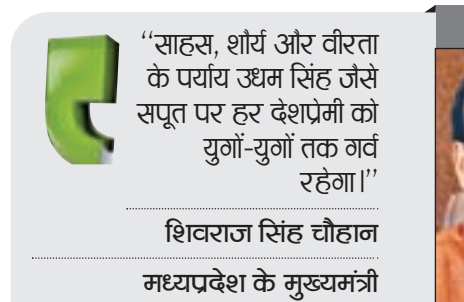 ‘‘साहस, शौर्य और वीरता
के पर्याय उधम सिंह जैसे
सपूत पर हर देशप्रेमी को
युगों-युगों तक गर्व
रहेगा।’’
शिवराज सिंह चौहान
मध्यप्रदेश के मुख्यमंत्री